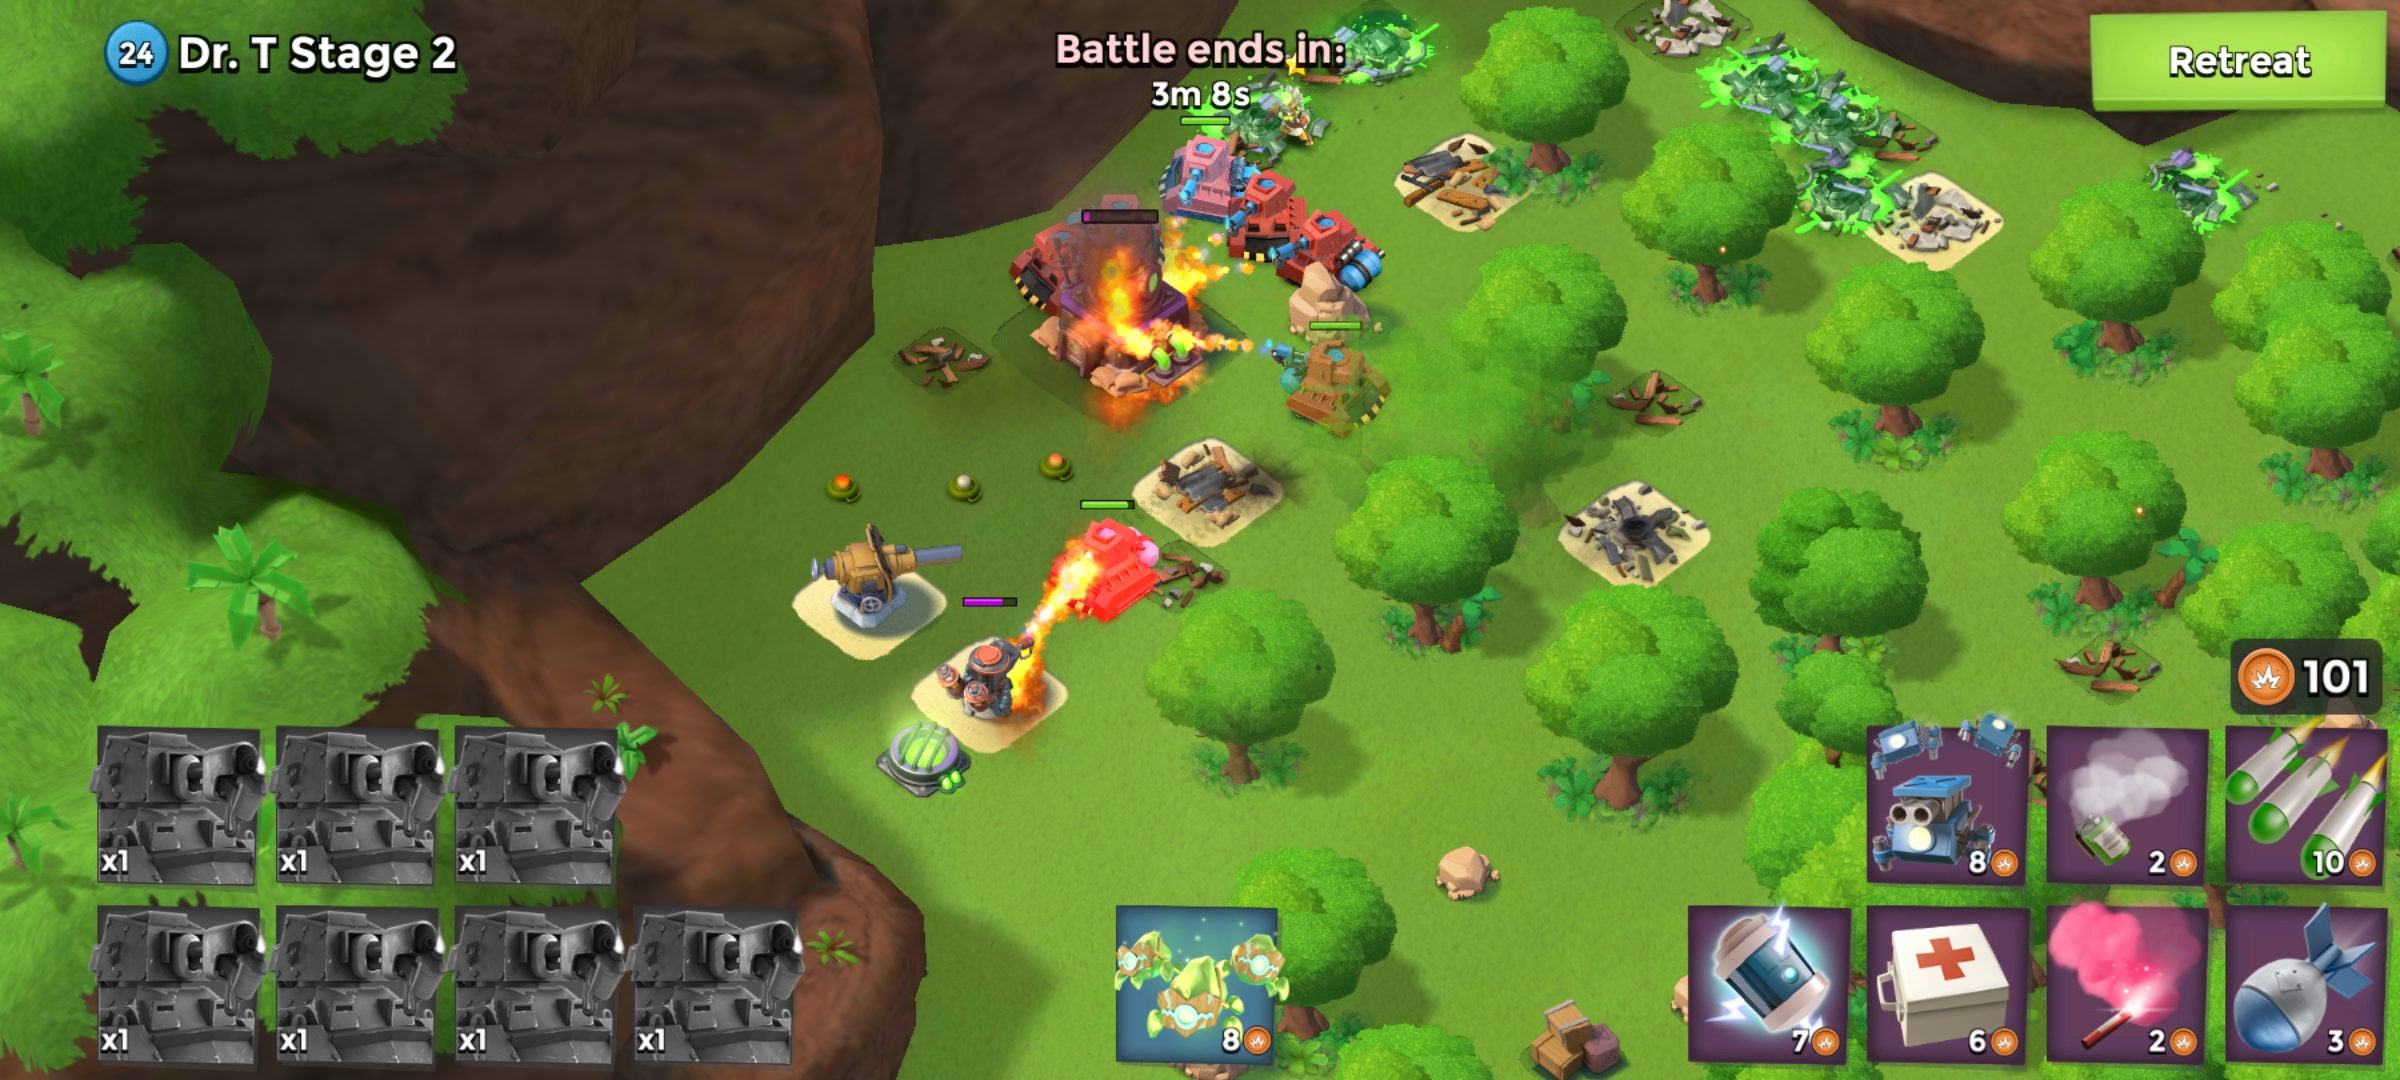 24 Dr. T Stage 2
Battle ends in:
3m 8s
Retreat
101
x1 x1 x1
8 2 10
x1 x1 x1 x1
8
7 6 2 3